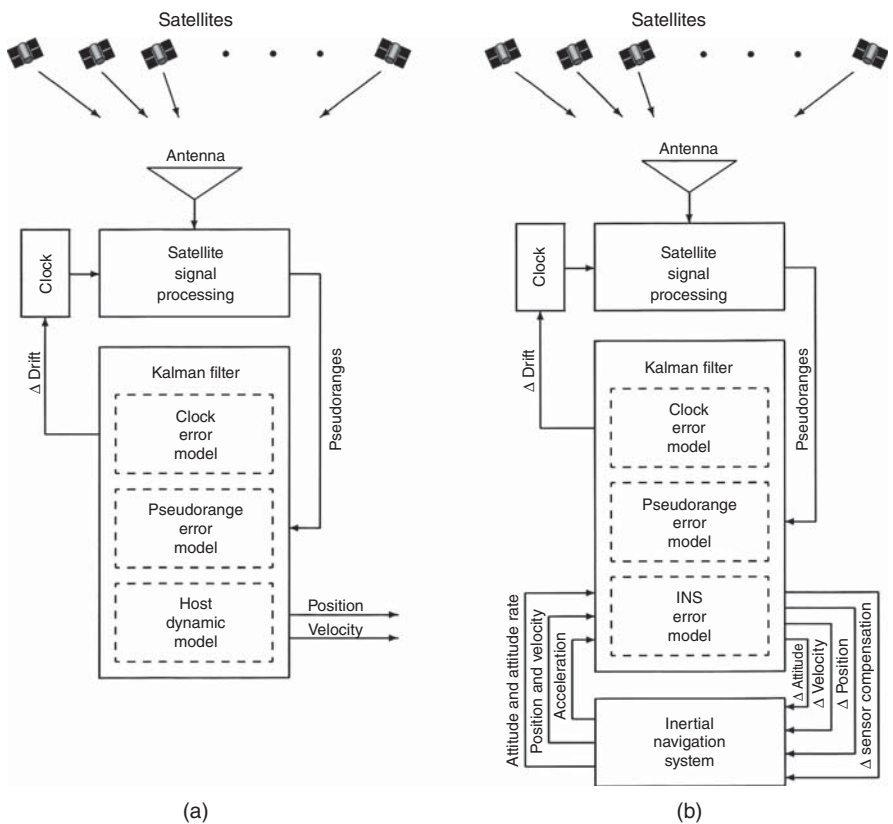 Satellites
Antenna
Clock
Satellite
signal
processing
Δ Drift
Pseudoranges
Kalman filter
Clock
error
model
Pseudorange
error
model
Host
dynamic
model
Position
Velocity
(a)
Satellites
Antenna
Clock
Satellite
signal
processing
Δ Drift
Pseudoranges
Kalman filter
Clock
error
model
Pseudorange
error
model
INS
error
model
Attitude and attitude rate
Position and velocity
Acceleration
Δ Attitude
Δ Velocity
Δ Position
Δ sensor compensation
Inertial
navigation
system
(b)